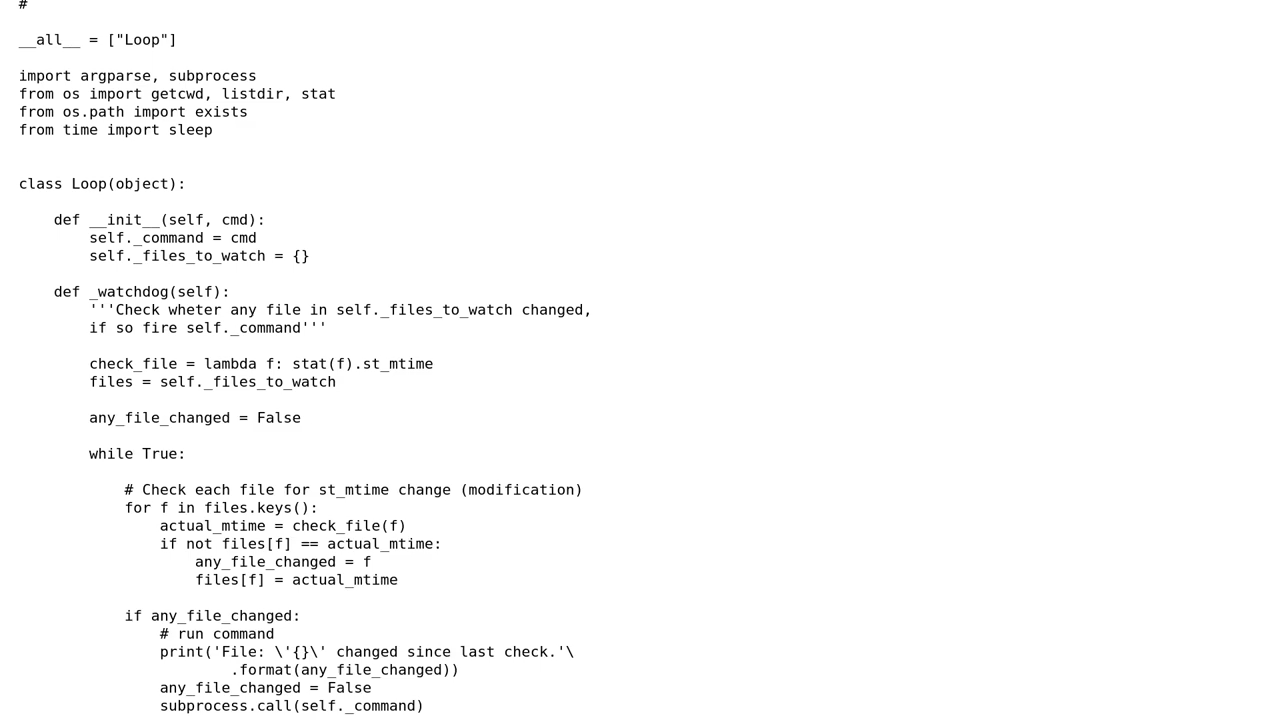 #

__all__ = ["Loop"]

import argparse, subprocess
from os import getcwd, listdir, stat
from os.path import exists
from time import sleep


class Loop(object):

    def __init__(self, cmd):
        self._command = cmd
        self._files_to_watch = {}

    def _watchdog(self):
        '''Check wheter any file in self._files_to_watch changed,
        if so fire self._command'''

        check_file = lambda f: stat(f).st_mtime
        files = self._files_to_watch

        any_file_changed = False

        while True:

            # Check each file for st_mtime change (modification)
            for f in files.keys():
                actual_mtime = check_file(f)
                if not files[f] == actual_mtime:
                    any_file_changed = f
                    files[f] = actual_mtime

            if any_file_changed:
                # run command
                print('File: \'{}\' changed since last check.'\
                        .format(any_file_changed))
                any_file_changed = False
                subprocess.call(self._command)